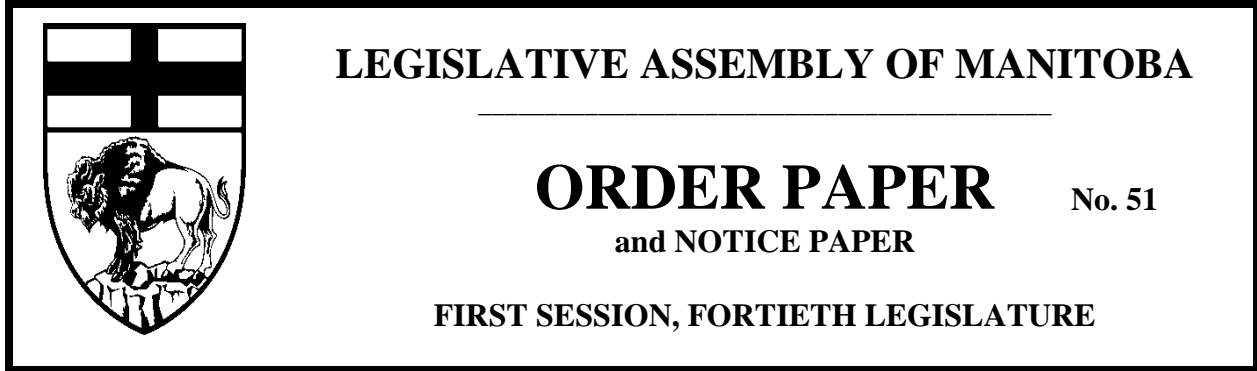 LEGISLATIVE ASSEMBLY OF MANITOBA
ORDER PAPER No. 51
and NOTICE PAPER
FIRST SESSION, FORTIETH LEGISLATURE